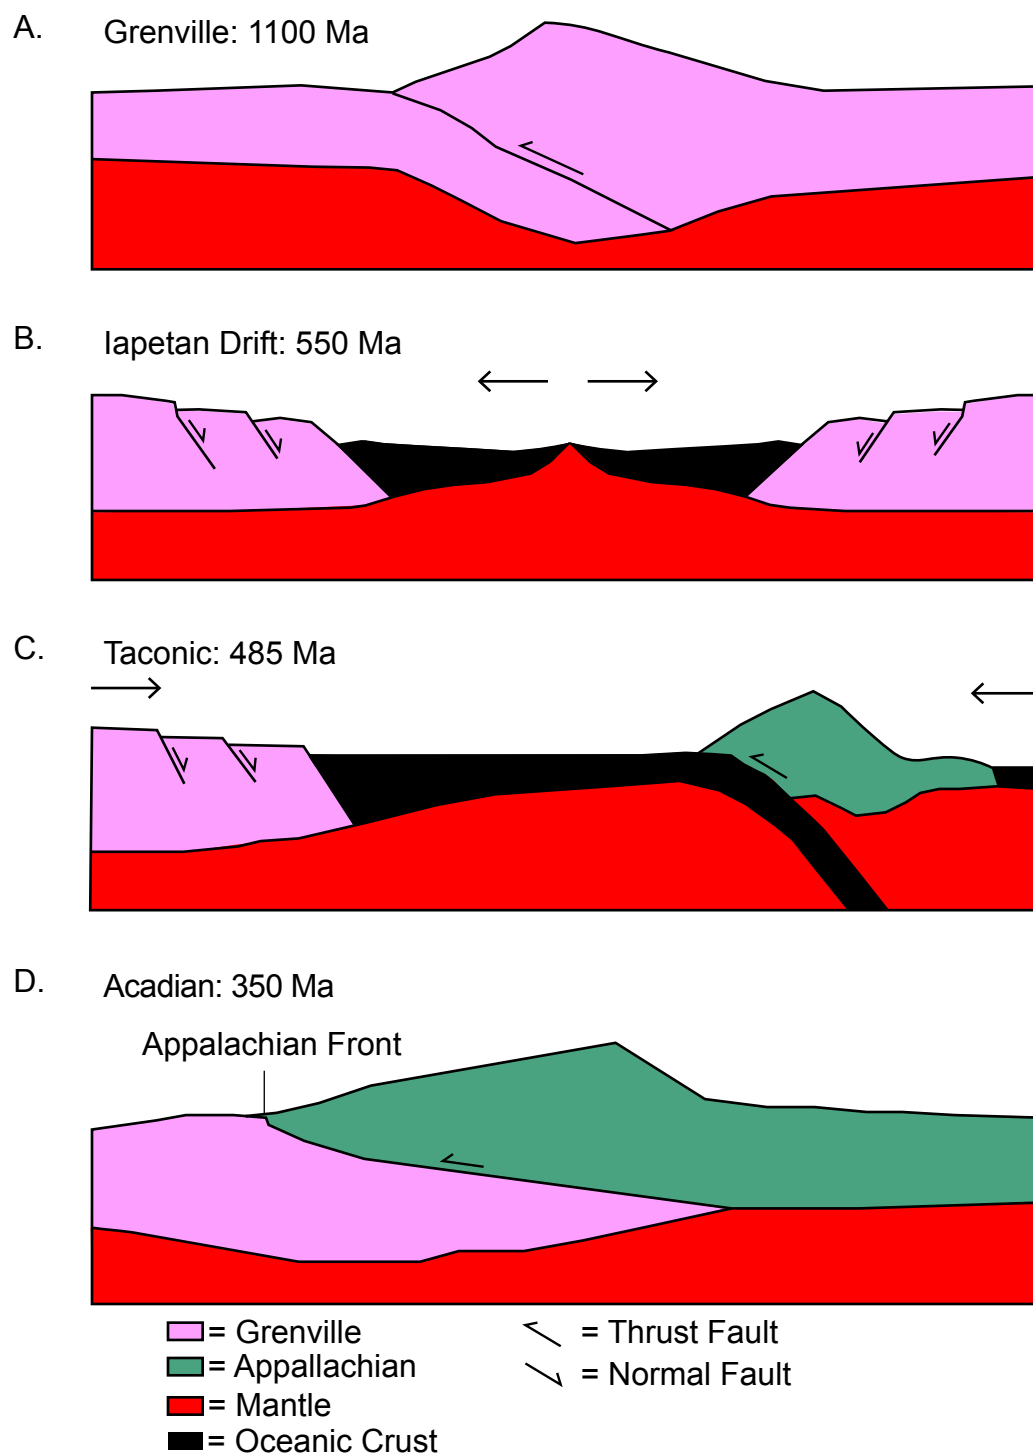 A. Grenville: 1100 Ma
B. Iapetan Drift: 550 Ma
C. Taconic: 485 Ma
D. Acadian: 350 Ma
Appalachian Front
= Grenville
= Appallachian
= Mantle
= Oceanic Crust
= Thrust Fault
= Normal Fault